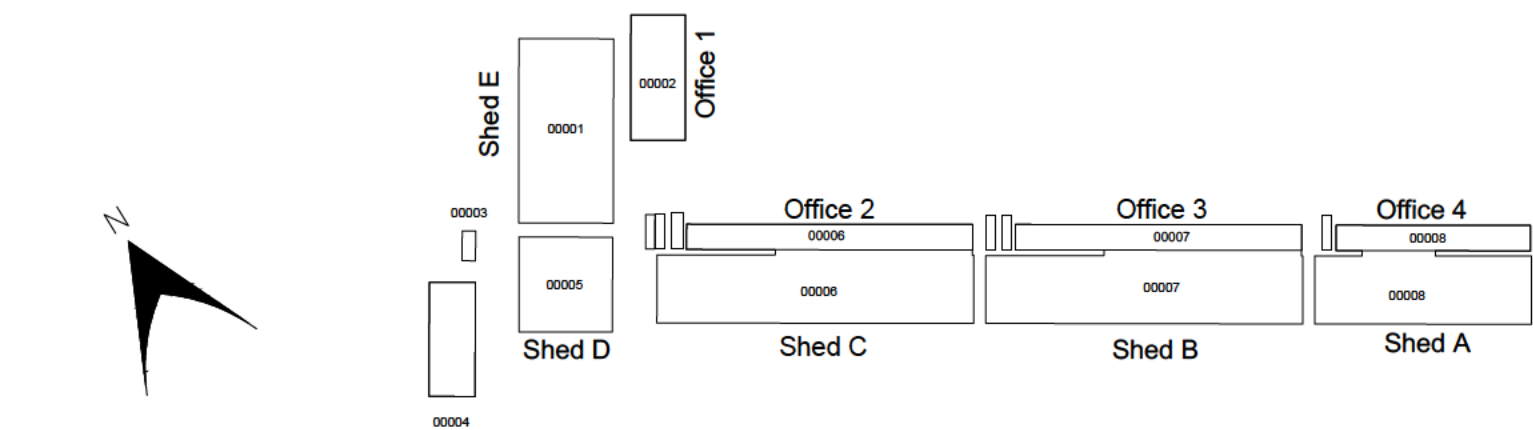 Shed E
00001
00002
Office 1
N
00003
00005
Shed D
00004
Office 2
00006
00006
Shed C
Office 3
00007
00007
Shed B
Office 4
00008
00008
Shed A